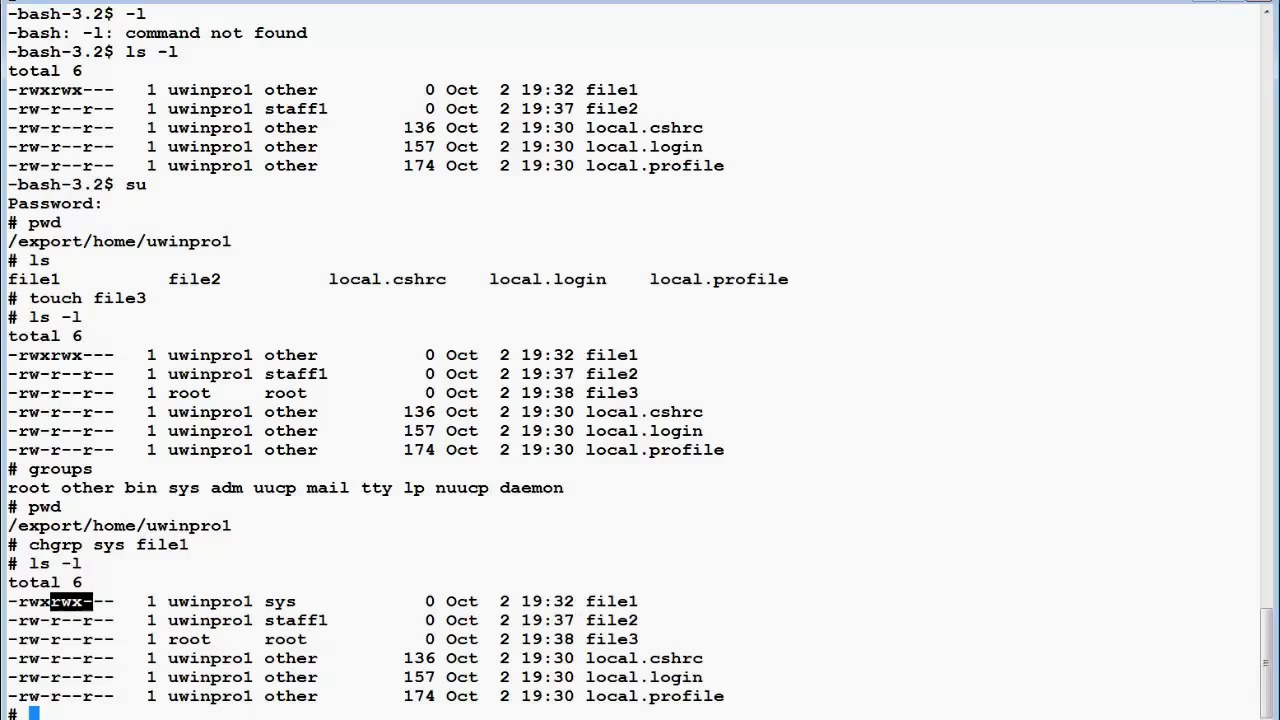 -bash-3.2$ -l
-bash: -l: command not found
-bash-3.2$ ls -l
total 6
-rwxrwx---   1 uwinpro1 other          0 Oct  2 19:32 file1
-rw-r--r--   1 uwinpro1 staff1         0 Oct  2 19:37 file2
-rw-r--r--   1 uwinpro1 other        136 Oct  2 19:30 local.cshrc
-rw-r--r--   1 uwinpro1 other        157 Oct  2 19:30 local.login
-rw-r--r--   1 uwinpro1 other        174 Oct  2 19:30 local.profile
-bash-3.2$ su
Password:
# pwd
/export/home/uwinpro1
# ls
file1          file2          local.cshrc    local.login    local.profile
# touch file3
# ls -l
total 6
-rwxrwx---   1 uwinpro1 other          0 Oct  2 19:32 file1
-rw-r--r--   1 uwinpro1 staff1         0 Oct  2 19:37 file2
-rw-r--r--   1 root     root           0 Oct  2 19:38 file3
-rw-r--r--   1 uwinpro1 other        136 Oct  2 19:30 local.cshrc
-rw-r--r--   1 uwinpro1 other        157 Oct  2 19:30 local.login
-rw-r--r--   1 uwinpro1 other        174 Oct  2 19:30 local.profile
# groups
root other bin sys adm uucp mail tty lp nuucp daemon
# pwd
/export/home/uwinpro1
# chgrp sys file1
# ls -l
total 6
-rwxrwx---   1 uwinpro1 sys            0 Oct  2 19:32 file1
-rw-r--r--   1 uwinpro1 staff1         0 Oct  2 19:37 file2
-rw-r--r--   1 root     root           0 Oct  2 19:38 file3
-rw-r--r--   1 uwinpro1 other        136 Oct  2 19:30 local.cshrc
-rw-r--r--   1 uwinpro1 other        157 Oct  2 19:30 local.login
-rw-r--r--   1 uwinpro1 other        174 Oct  2 19:30 local.profile
#